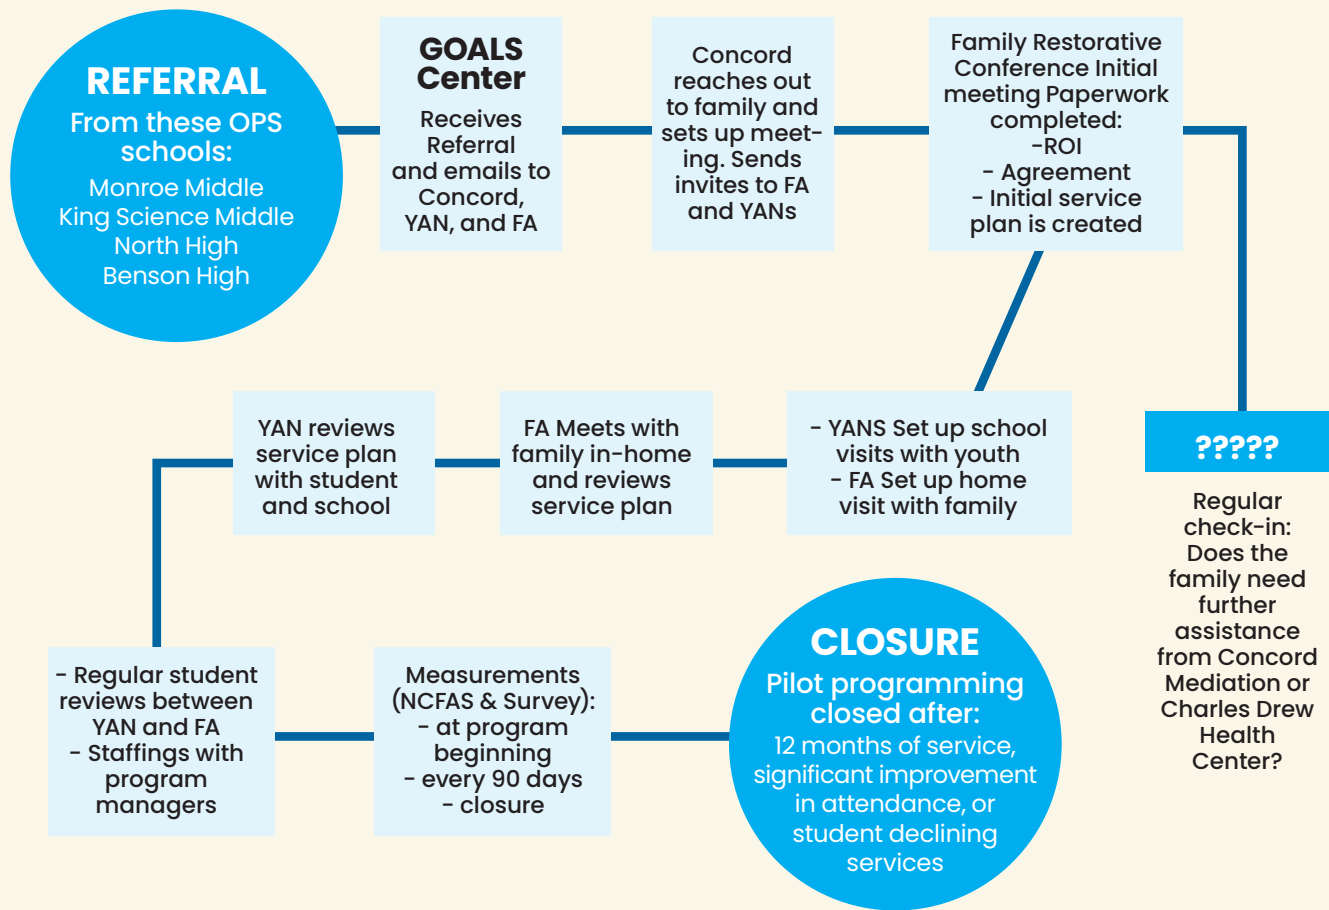 REFERRAL
From these OPS
schools:
Monroe Middle
King Science Middle
North High
Benson High
GOALS
Center
Receives
Referral
and emails to
Concord,
YAN, and FA
Concord
reaches out
to family and
sets up meet-
ing. Sends
invites to FA
and YANs
Family Restorative
Conference Initial
meeting Paperwork
completed:
-ROI
- Agreement
- Initial service
plan is created
?????
Regular
check-in:
Does the
family need
further
assistance
from Concord
Mediation or
Charles Drew
Health
Center?
- YANS Set up school
visits with youth
- FA Set up home
visit with family
FA Meets with
family in-home
and reviews
service plan
YAN reviews
service plan
with student
and school
- Regular student
reviews between
YAN and FA
- Staffings with
program
managers
Measurements
(NCFAS & Survey):
- at program
beginning
- every 90 days
- closure
CLOSURE
Pilot programming
closed after:
12 months of service,
significant improvement
in attendance, or
student declining
services